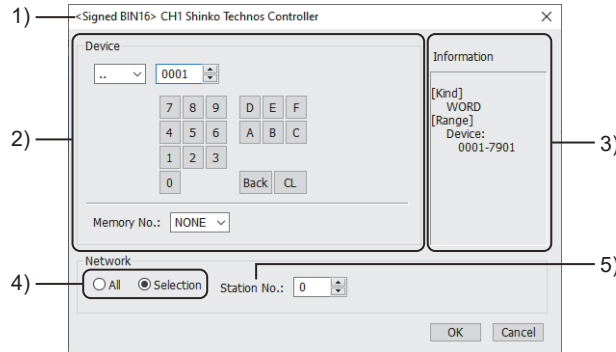 1)
<Signed BIN16> CH1 Shinko Technos Controller
Device
.. 0001
7 8 9 D E F
4 5 6 A B C
1 2 3
0 Back CL
Memory No.: NONE
2)
Information
[Kind]
WORD
[Range]
Device:
0001-7901
3)
Network
All Selection Station No.: 0
4)
5)
OK Cancel